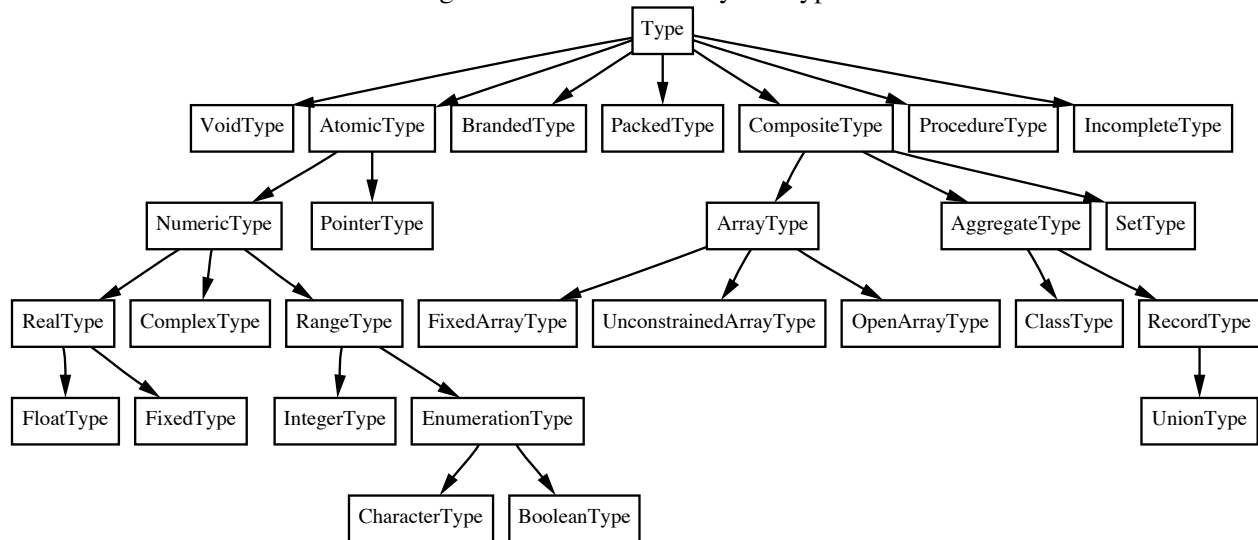 Type
VoidType
AtomicType
BrandedType
PackedType
CompositeType
ProcedureType
IncompleteType
NumericType
PointerType
ArrayType
AggregateType
SetType
RealType
ComplexType
RangeType
FixedArrayType
UnconstrainedArrayType
OpenArrayType
ClassType
RecordType
FloatType
FixedType
IntegerType
EnumerationType
UnionType
CharacterType
BooleanType